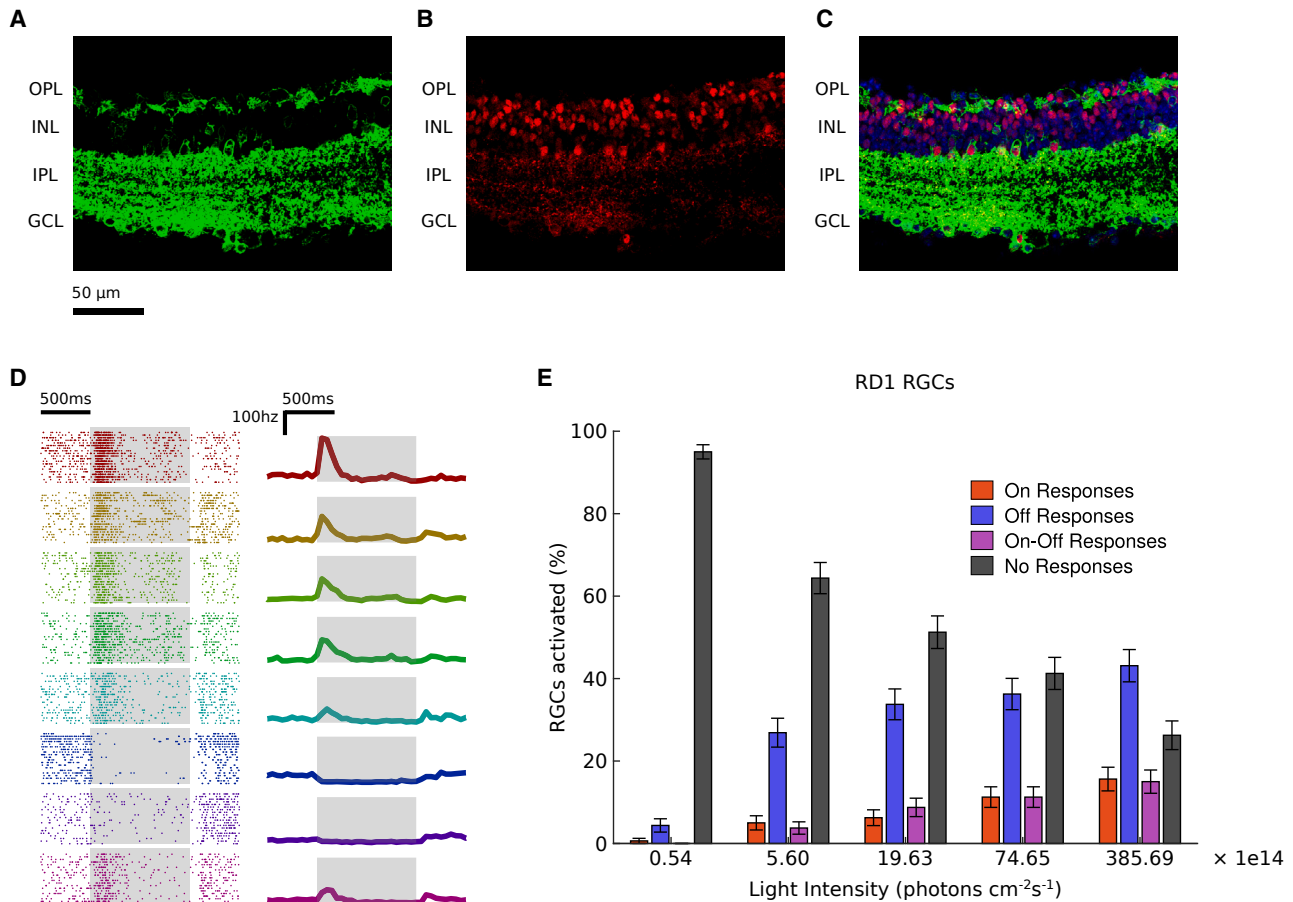 A
B
C
OPL
INL
IPL
GCL
OPL
INL
IPL
GCL
OPL
INL
IPL
GCL
50 μm
D
500ms
100hz
500ms
E
RD1 RGCs
RGCs activated (%)
100
80
60
40
20
0
On Responses
Off Responses
On-Off Responses
No Responses
0.54
5.60
19.63
74.65
385.69
× 1e14
Light Intensity (photons cm⁻²s⁻¹)